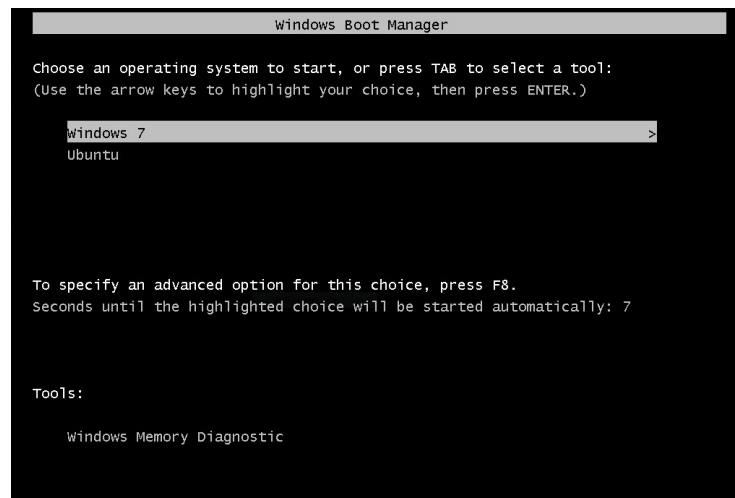 Windows Boot Manager
Choose an operating system to start, or press TAB to select a tool:
(Use the arrow keys to highlight your choice, then press ENTER.)
Windows 7 >
Ubuntu
To specify an advanced option for this choice, press F8.
Seconds until the highlighted choice will be started automatically: 7
Tools:
Windows Memory Diagnostic